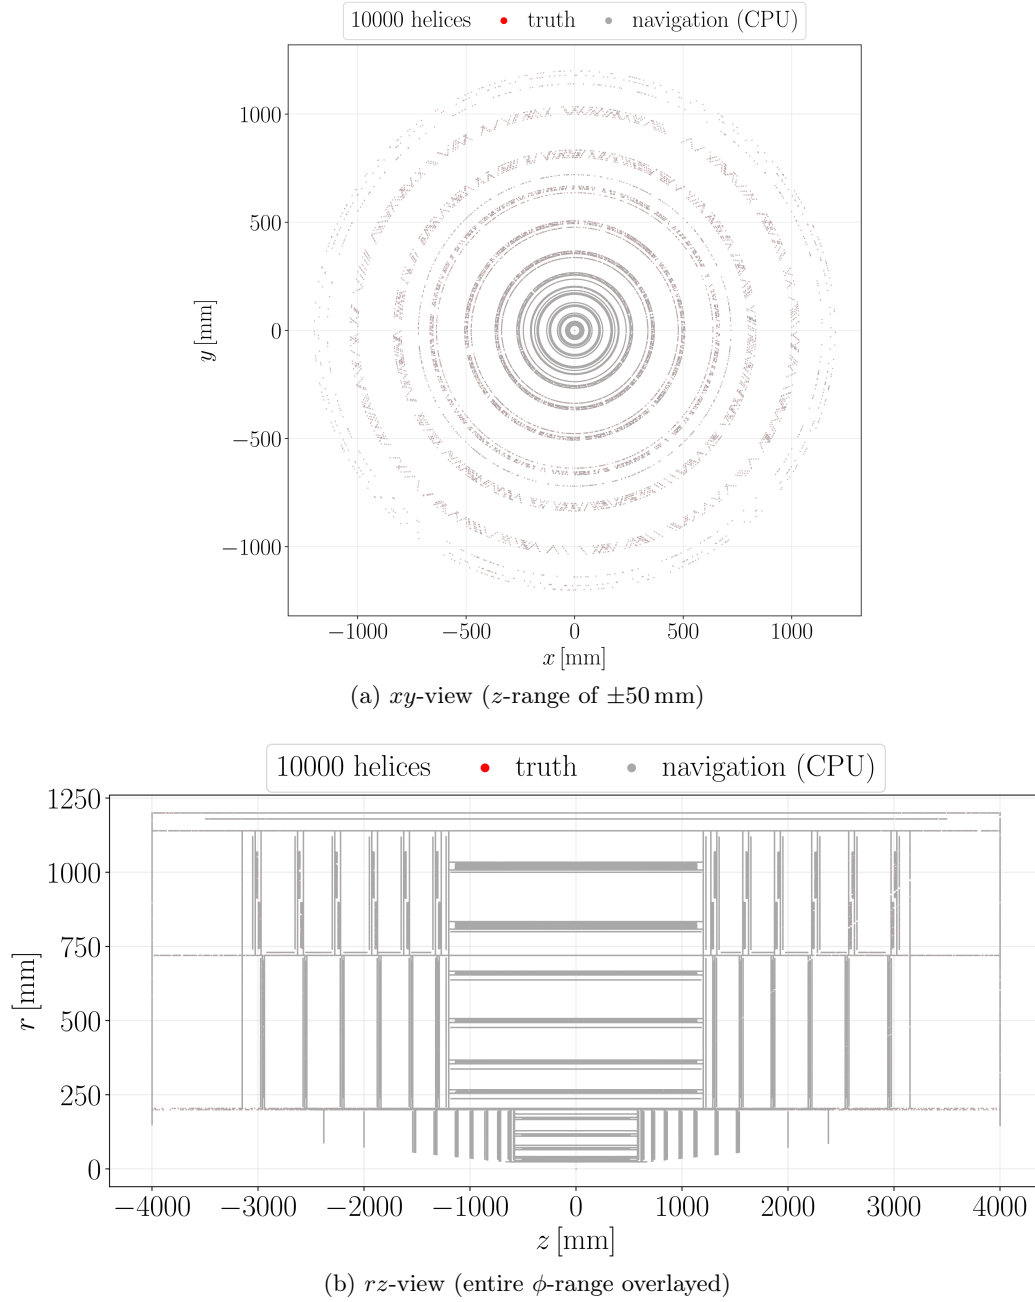 10000 helices truth navigation (CPU)
1000
500
0
−500
−1000
y [mm]
−1000 −500 0 500 1000
x [mm]
(a) xy-view (z-range of ±50 mm)
10000 helices truth navigation (CPU)
1250
1000
750
500
250
0
r [mm]
−4000 −3000 −2000 −1000 0 1000 2000 3000 4000
z [mm]
(b) rz-view (entire ϕ-range overlayed)